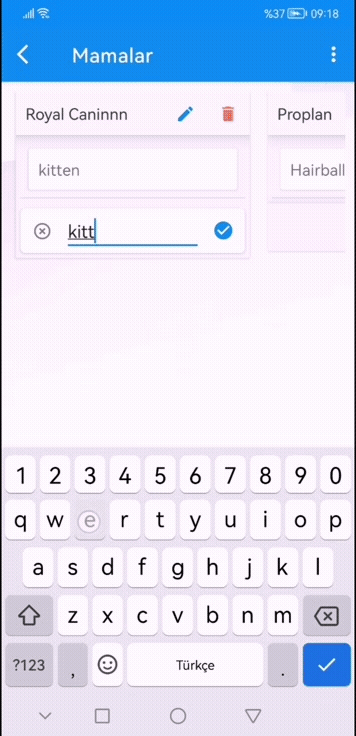 %37 09:18
Mamalar
Royal Caninnn
Proplan
kitten
Hairball
kitt
1 2 3 4 5 6 7 8 9 0
q w e r t y u i o p
a s d f g h j k l
z x c v b n m
?123 , Türkçe .